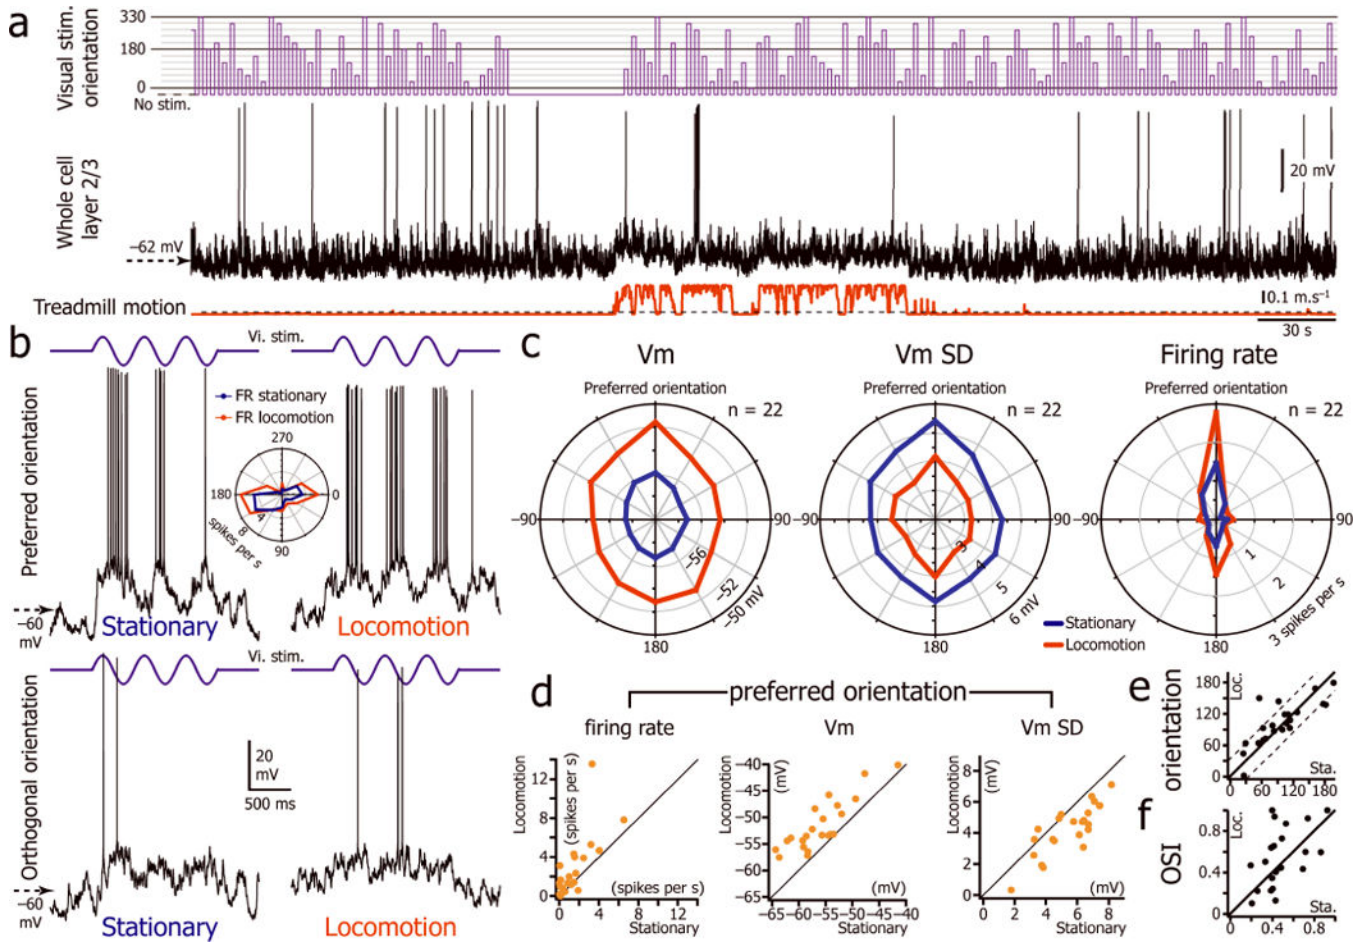 a
Visual stim.
orientation
330
180
0
No stim.
Whole cell
layer 2/3
20 mV
−62 mV
Treadmill motion
0.1 m.s⁻¹
30 s
b
Vi. stim.
Preferred orientation
FR stationary
FR locomotion
270
180
0
90
4
8
spikes per s
−60
mV
Stationary
Locomotion
Vi. stim.
Orthogonal orientation
20
mV
500 ms
−60
mV
Stationary
Locomotion
c
Vm
Preferred orientation
n = 22
−90
90
−56
−52
−50 mV
180
Vm SD
Preferred orientation
n = 22
−90
90
3
4
5
6 mV
180
Firing rate
Preferred orientation
n = 22
−90
90
1
2
3 spikes per s
180
Stationary
Locomotion
d
preferred orientation
firing rate
Locomotion
(spikes per s)
12
8
4
0
0 4 8 12
(spikes per s)
Stationary
Vm
Locomotion
(mV)
−40
−45
−50
−55
−60
−65
−65 −60 −55 −50 −45 −40
(mV)
Stationary
Vm SD
Locomotion
(mV)
8
6
4
2
0
0 2 4 6 8
(mV)
Stationary
e
orientation
Loc.
180
120
60
0
0 60 120 180
Sta.
f
OSI
Loc.
0.8
0.4
0
0 0.4 0.8
Sta.